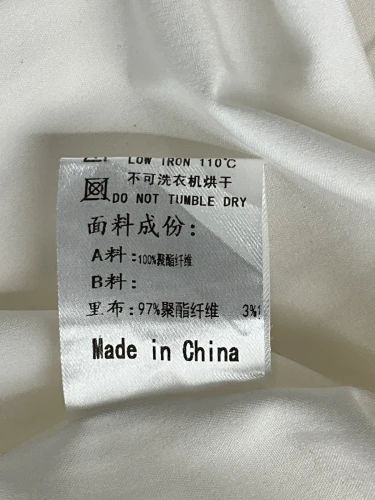 LOW IRON 110℃
不可洗衣机烘干
DO NOT TUMBLE DRY
面料成份:
A料:100%聚酯纤维
B料:
里布:97%聚酯纤维 3%
Made in China